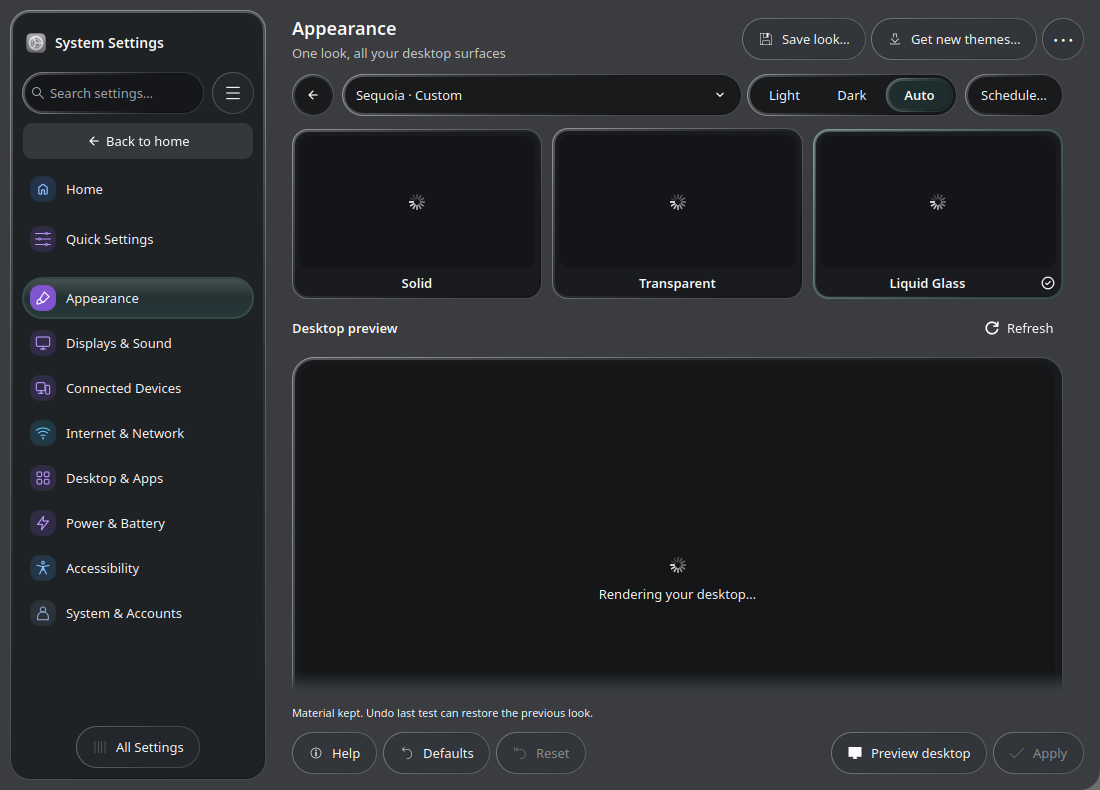 System Settings
Search settings...
Back to home
Home
Quick Settings
Appearance
Displays & Sound
Connected Devices
Internet & Network
Desktop & Apps
Power & Battery
Accessibility
System & Accounts
All Settings
Appearance
One look, all your desktop surfaces
Save look...
Get new themes...
Sequoia · Custom
Light
Dark
Auto
Schedule...
Solid
Transparent
Liquid Glass
Desktop preview
Refresh
Rendering your desktop...
Material kept. Undo last test can restore the previous look.
Help
Defaults
Reset
Preview desktop
Apply